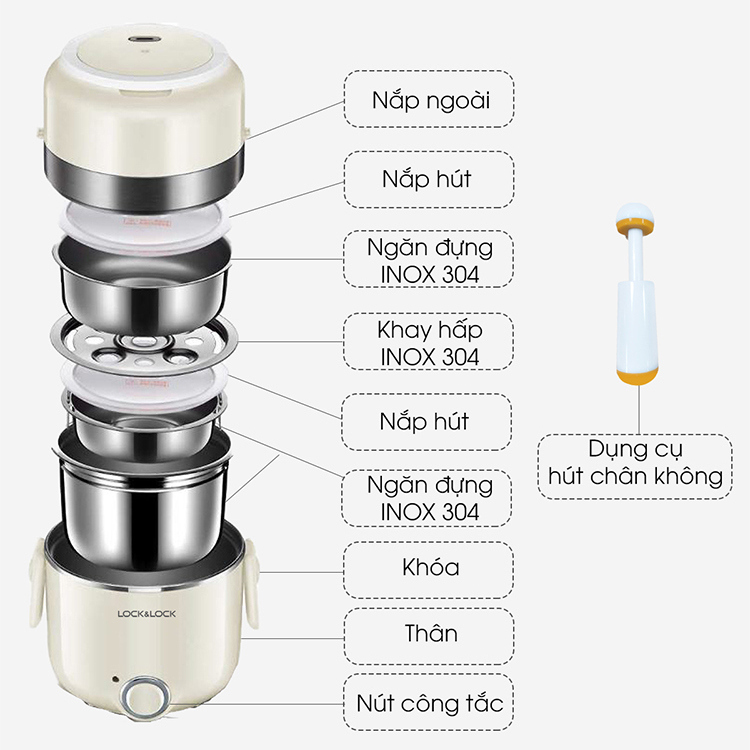 Nắp ngoài
Nắp hút
Ngăn đựng
INOX 304
Khay hấp
INOX 304
Nắp hút
Dụng cụ
hút chân không
Ngăn đựng
INOX 304
Khóa
LOCK&LOCK
Thân
Nút công tắc